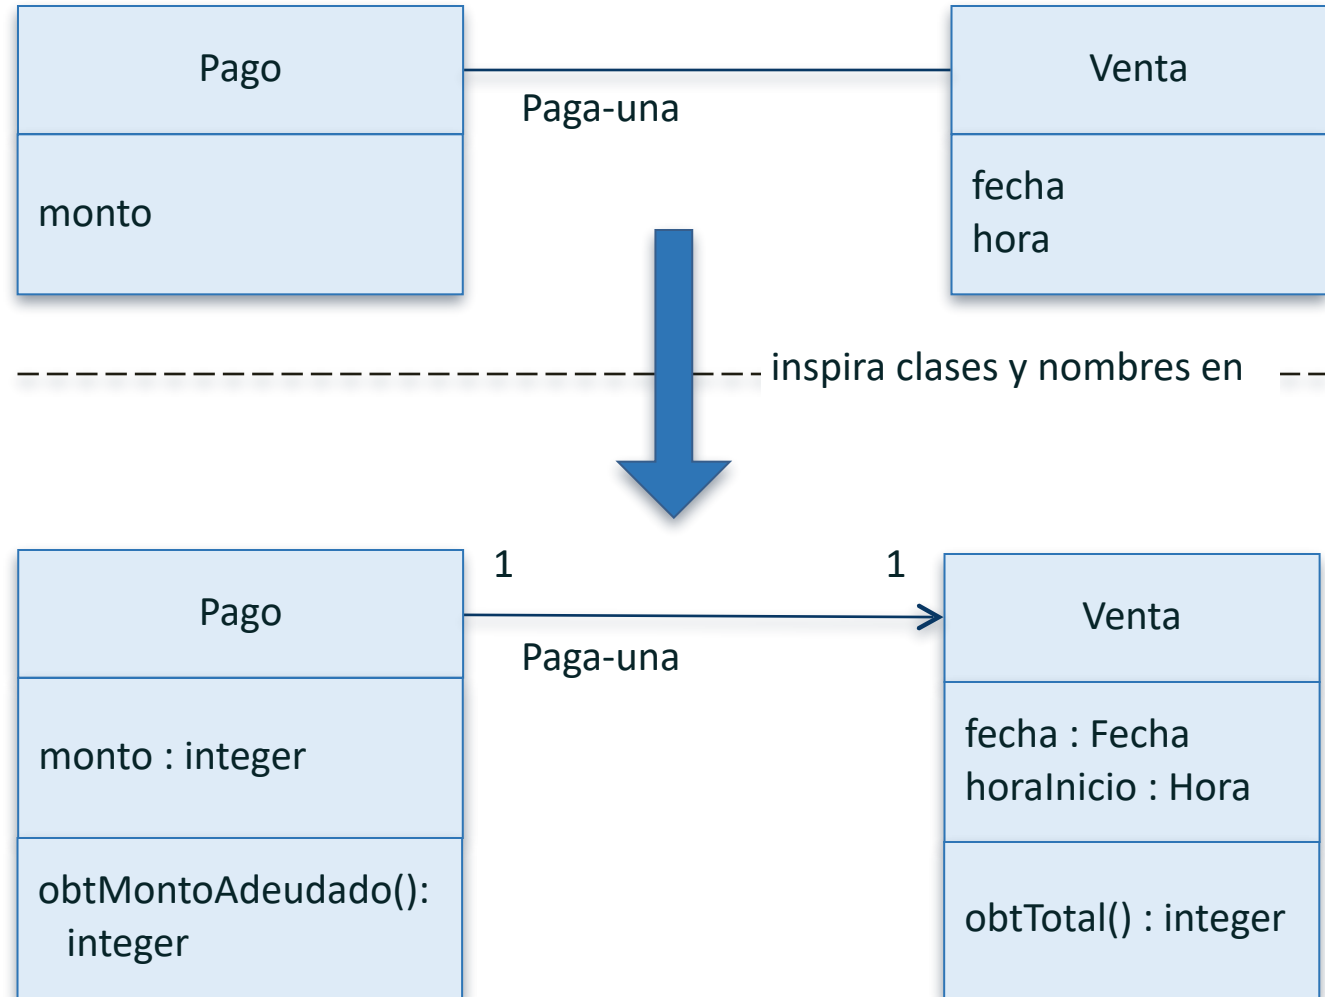 Pago
Venta
Paga-una
monto
fecha
hora
inspira clases y nombres en
1
1
Pago
Venta
Paga-una
monto : integer
fecha : Fecha
horaInicio : Hora
obtMontoAdeudado():
integer
obtTotal() : integer